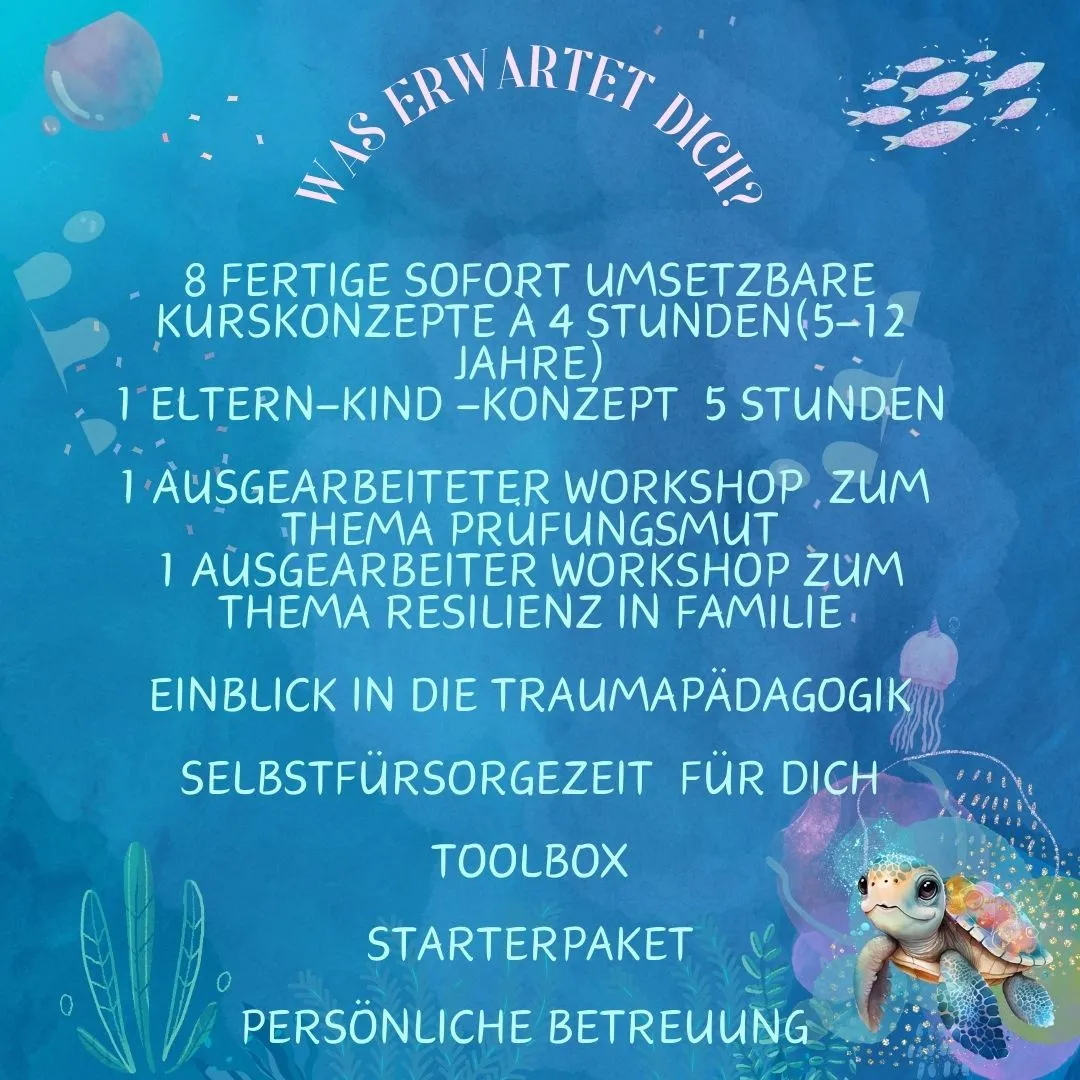 WAS ERWARTET DICH?
8 FERTIGE SOFORT UMSETZBARE
KURSKONZEPTE À 4 STUNDEN(5-12
JAHRE)
1 ELTERN-KIND -KONZEPT 5 STUNDEN
1 AUSGEARBEITETER WORKSHOP ZUM
THEMA PRÜFUNGSMUT
1 AUSGEARBEITER WORKSHOP ZUM
THEMA RESILIENZ IN FAMILIE
EINBLICK IN DIE TRAUMAPÄDAGOGIK
SELBSTFÜRSORGEZEIT FÜR DICH
TOOLBOX
STARTERPAKET
PERSÖNLICHE BETREUUNG